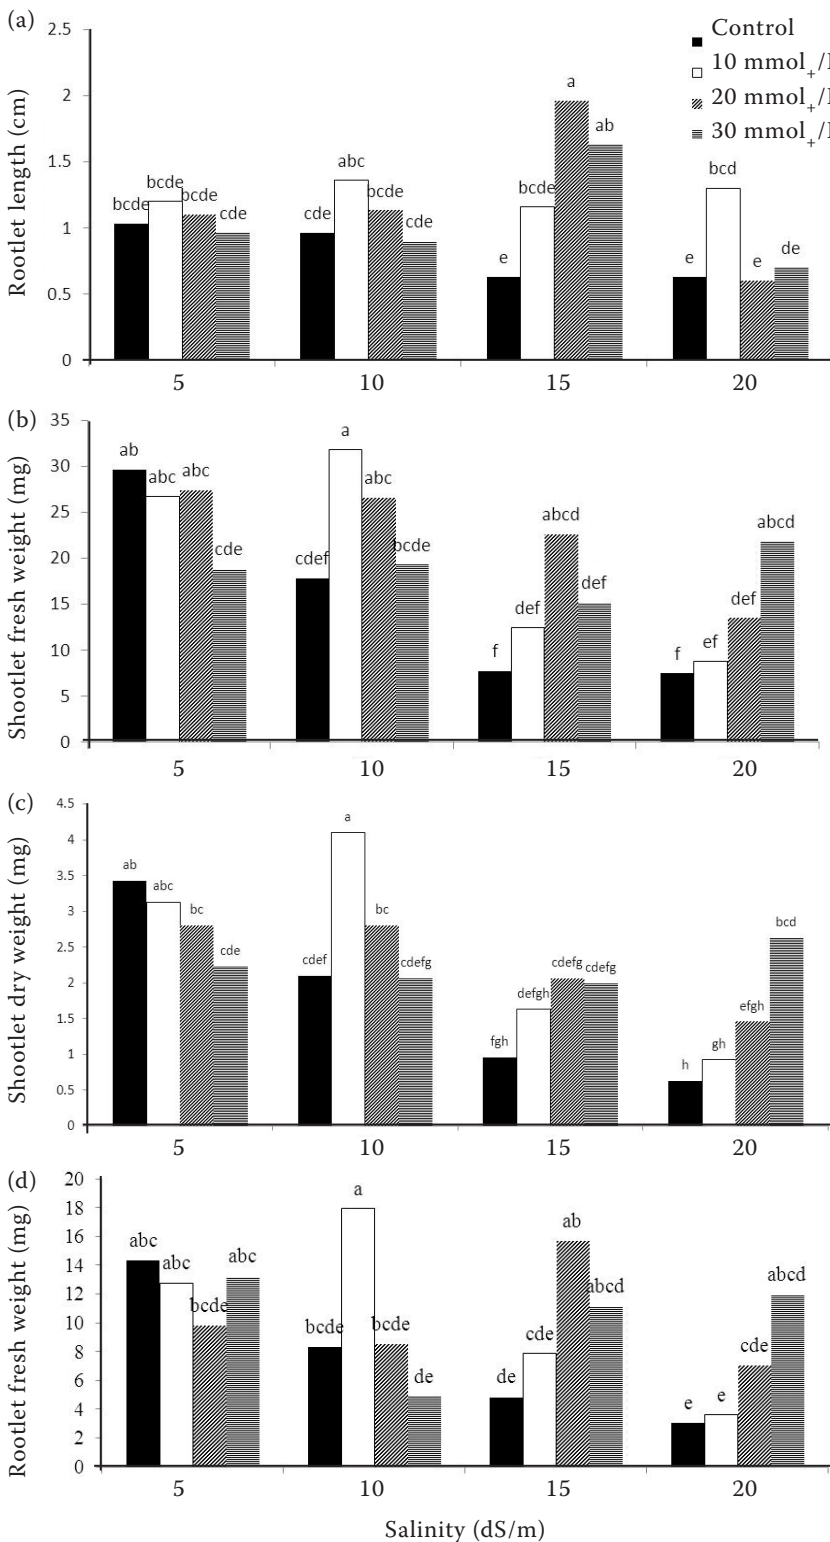 (a)
2.5
2
1.5
1
0.5
0
Rootlet length (cm)
Control
10 mmol+/
20 mmol+/
30 mmol+/
bcde bcde bcde cde
cde abc bcde cde
e bcde a ab
e bcd e de
5 10 15 20
(b)
35
30
25
20
15
10
5
0
Shootlet fresh weight (mg)
ab abc abc cde
cdef a abc bcde
f def abcd def
f ef def abcd
5 10 15 20
(c)
4.5
4
3.5
3
2.5
2
1.5
1
0.5
0
Shootlet dry weight (mg)
ab abc bc cde
cdef a bc cdefg
fgh defgh cdefg cdefg
h gh efgh bcd
5 10 15 20
(d)
20
18
16
14
12
10
8
6
4
2
0
Rootlet fresh weight (mg)
abc abc bcde abc
bcde a bcde de
de cde ab abcd
e e cde abcd
5 10 15 20
Salinity (dS/m)